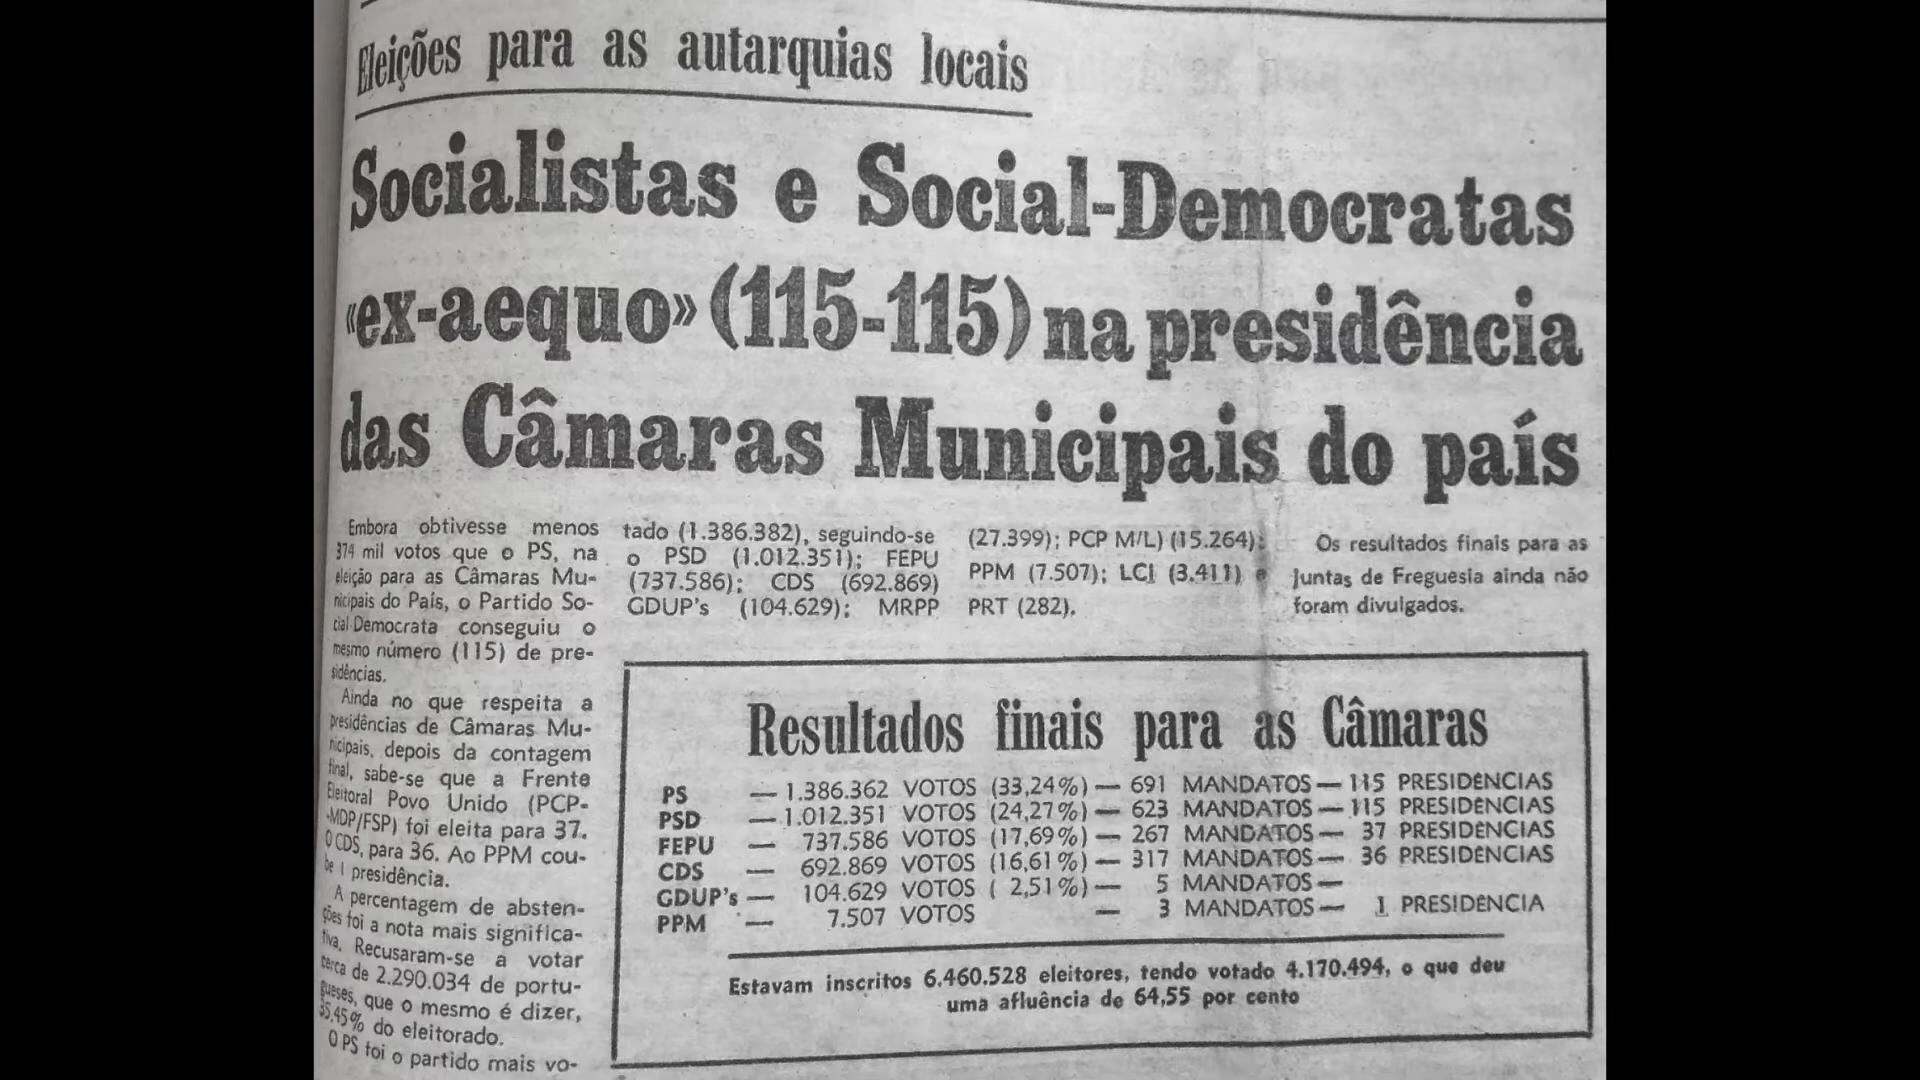 Eleições para as autarquias locais
Socialistas e Social-Democratas
«ex-aequo» (115-115) na presidência
das Câmaras Municipais do país
Embora obtivesse menos
374 mil votos que o PS, na
eleição para as Câmaras Mu-
nicipais do País, o Partido So-
cial Democrata conseguiu o
mesmo número (115) de pre-
sidências.
Ainda no que respeita a
presidências de Câmaras Mu-
nicipais, depois da contagem
final, sabe-se que a Frente
Eleitoral Povo Unido (PCP-
-MDP/FSP) foi eleita para 37.
O CDS, para 36. Ao PPM cou-
be 1 presidência.
A percentagem de absten-
ções foi a nota mais significa-
tiva. Recusaram-se a votar
cerca de 2.290.034 de portu-
gueses, que o mesmo é dizer,
35,45% do eleitorado.
O PS foi o partido mais vo-
tado (1.386.382), seguindo-se
o PSD (1.012.351); FEPU
(737.586); CDS (692.869)
GDUP's (104.629); MRPP
(27.399); PCP M/L) (15.264);
PPM (7.507); LCI (3.411) e
PRT (282).
Os resultados finais para as
Juntas de Freguesia ainda não
foram divulgados.
Resultados finais para as Câmaras
PS — 1.386.362 VOTOS (33,24%) — 691 MANDATOS — 115 PRESIDÊNCIAS
PSD — 1.012.351 VOTOS (24,27%) — 623 MANDATOS — 115 PRESIDÊNCIAS
FEPU — 737.586 VOTOS (17,69%) — 267 MANDATOS — 37 PRESIDÊNCIAS
CDS — 692.869 VOTOS (16,61%) — 317 MANDATOS — 36 PRESIDÊNCIAS
GDUP's — 104.629 VOTOS ( 2,51%) — 5 MANDATOS —
PPM — 7.507 VOTOS — 3 MANDATOS — 1 PRESIDÊNCIA
Estavam inscritos 6.460.528 eleitores, tendo votado 4.170.494, o que deu
uma afluência de 64,55 por cento